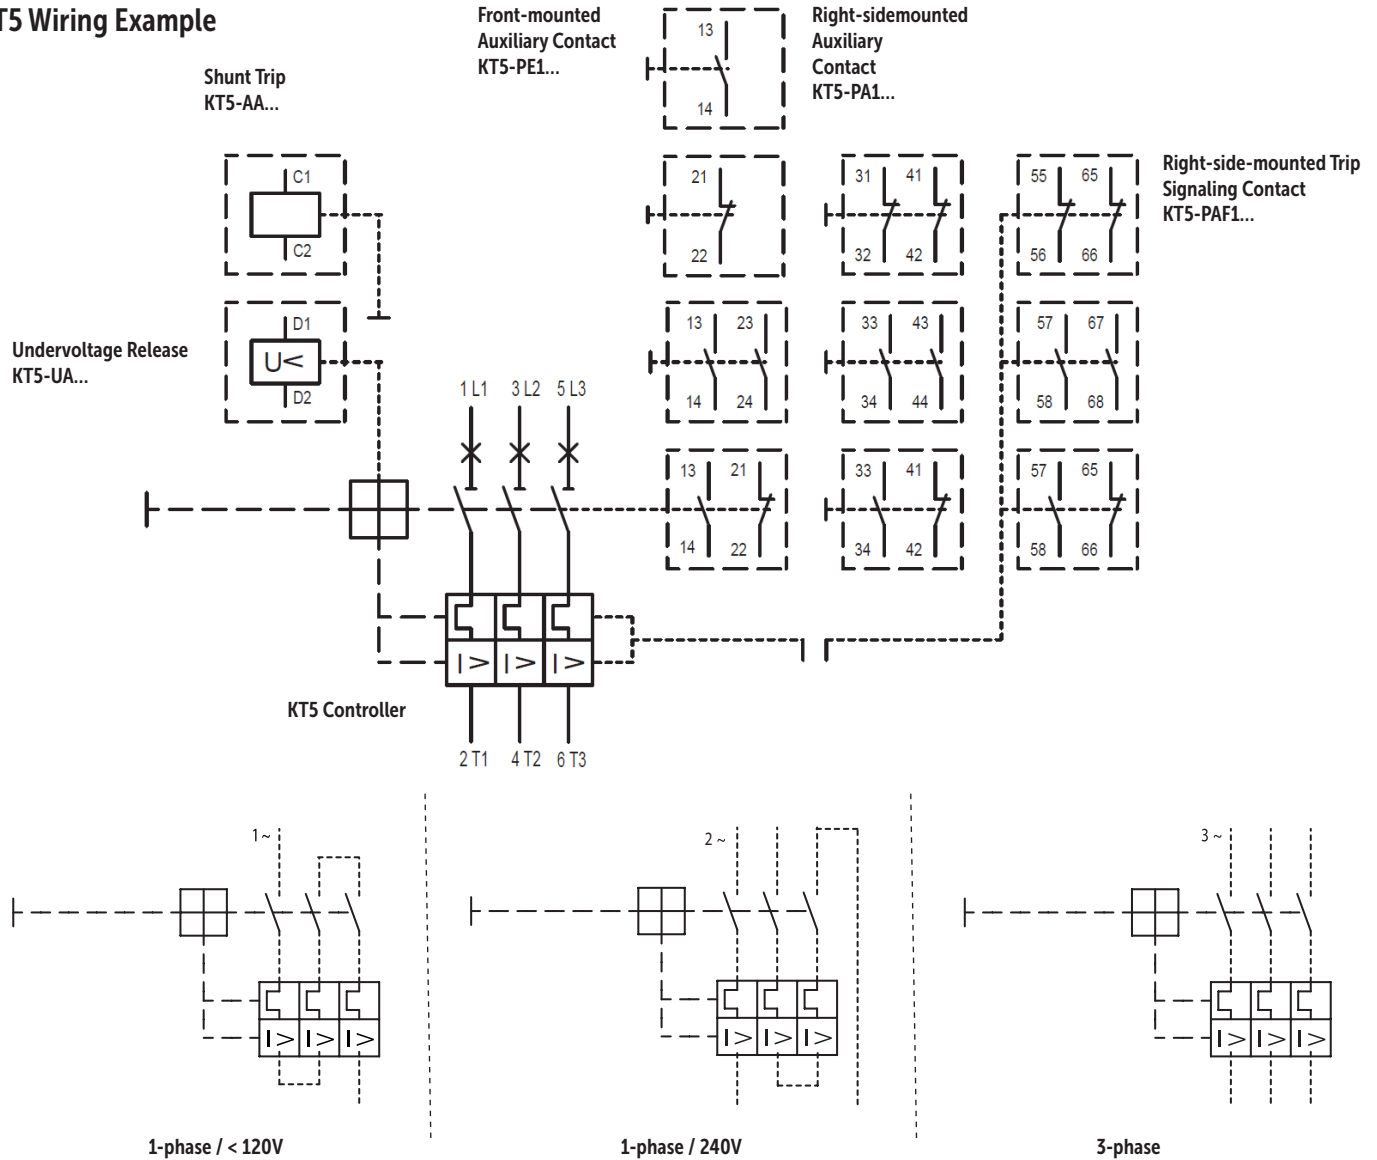 T5 Wiring Example
Shunt Trip
KT5-AA...
Front-mounted
Auxiliary Contact
KT5-PE1...
Right-sidemounted
Auxiliary
Contact
KT5-PA1...
Right-side-mounted Trip
Signaling Contact
KT5-PAF1...
Undervoltage Release
KT5-UA...
C1
C2
D1
U<
D2
13
14
21
22
31 41
32 42
55 65
56 66
13 23
14 24
33 43
34 44
57 67
58 68
13 21
14 22
33 41
34 42
57 65
58 66
1 L1 3 L2 5 L3
I > I > I >
KT5 Controller
2 T1 4 T2 6 T3
1 ~
I > I > I >
1-phase / < 120V
2 ~
I > I > I >
1-phase / 240V
3 ~
I > I > I >
3-phase